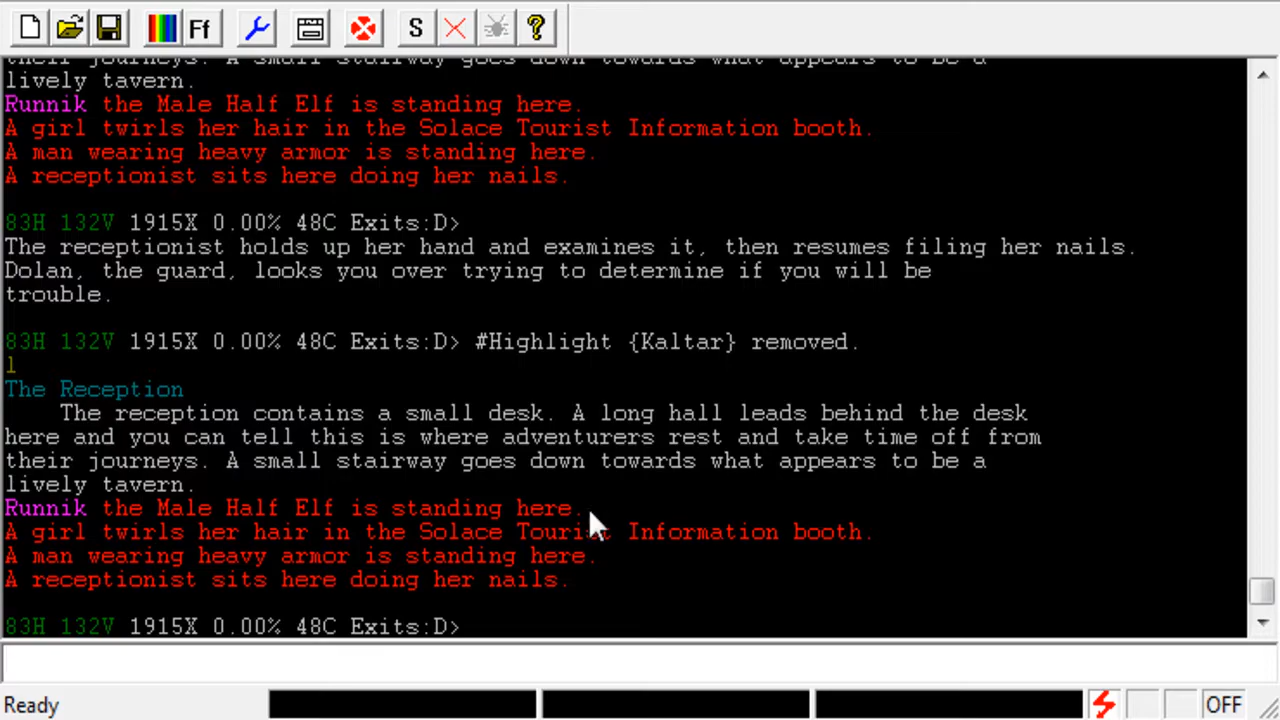 Ff S ?
their journeys. A small stairway goes down towards what appears to be a
lively tavern.
Runnik the Male Half Elf is standing here.
A girl twirls her hair in the Solace Tourist Information booth.
A man wearing heavy armor is standing here.
A receptionist sits here doing her nails.
83H 132V 1915X 0.00% 48C Exits:D>
The receptionist holds up her hand and examines it, then resumes filing her nails.
Dolan, the guard, looks you over trying to determine if you will be
trouble.
83H 132V 1915X 0.00% 48C Exits:D> #Highlight {Kaltar} removed.
l
The Reception
The reception contains a small desk. A long hall leads behind the desk
here and you can tell this is where adventurers rest and take time off from
their journeys. A small stairway goes down towards what appears to be a
lively tavern.
Runnik the Male Half Elf is standing here.
A girl twirls her hair in the Solace Tourist Information booth.
A man wearing heavy armor is standing here.
A receptionist sits here doing her nails.
83H 132V 1915X 0.00% 48C Exits:D>
Ready OFF